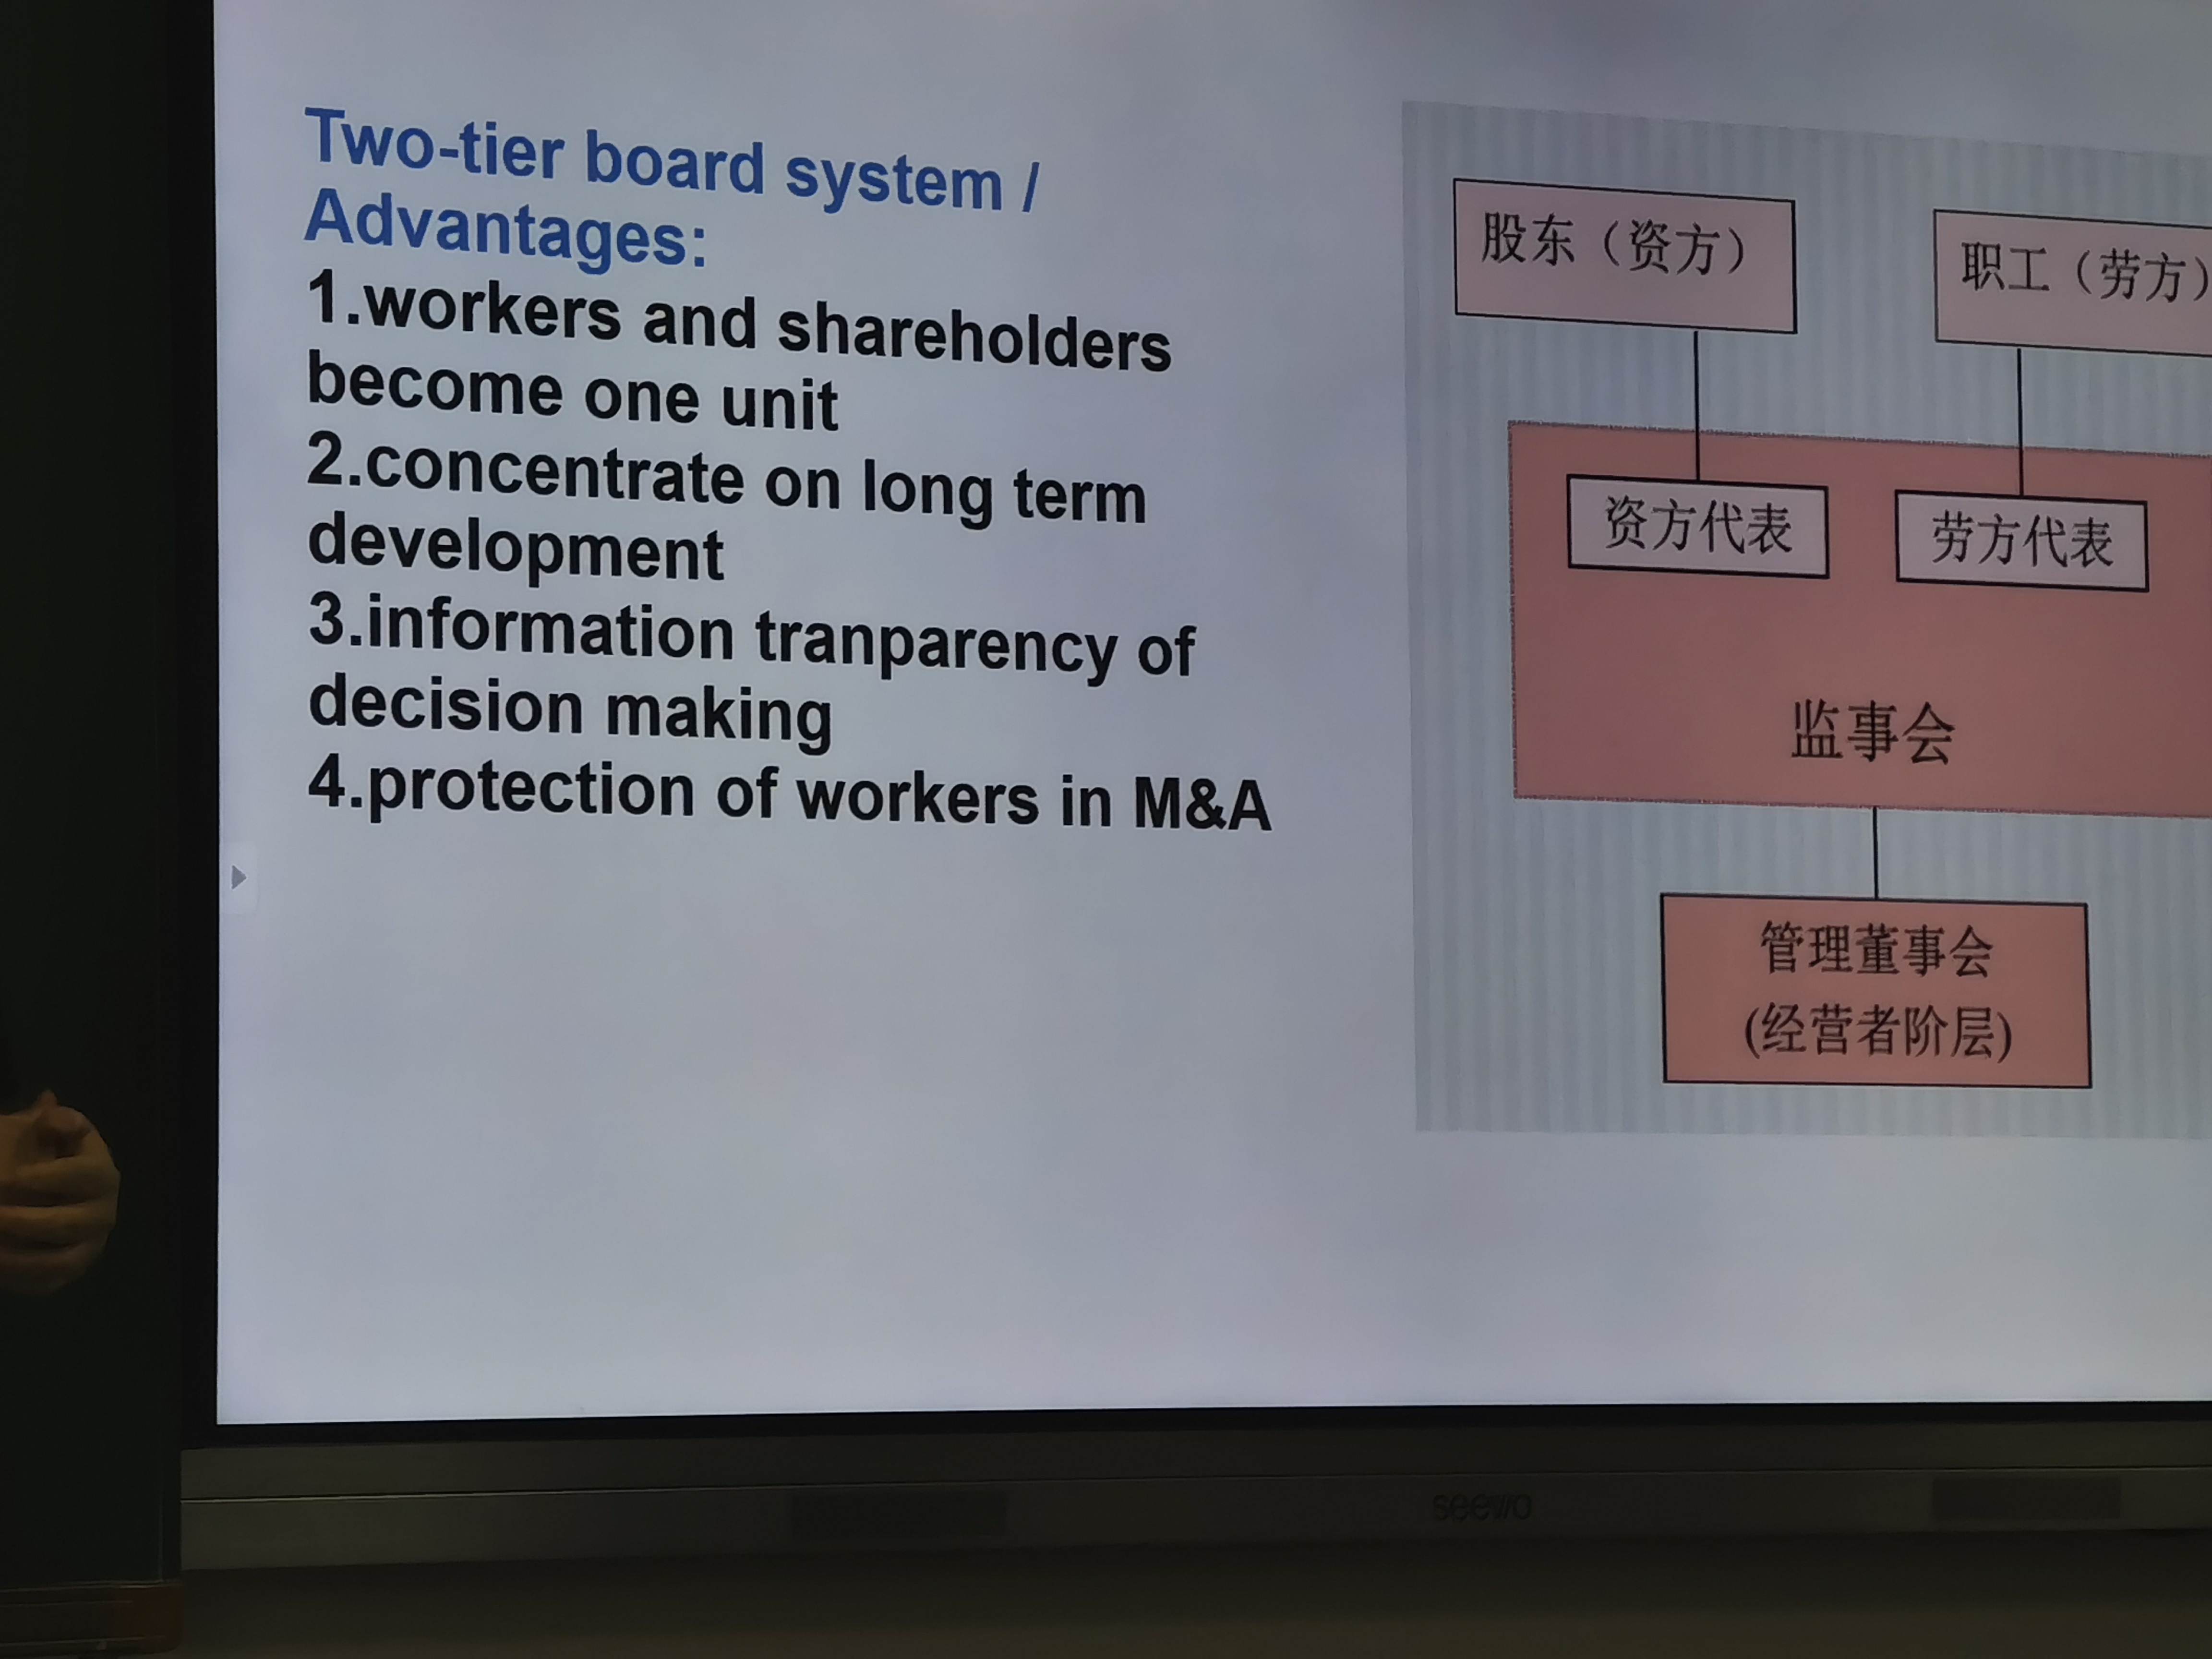 Two-tier board system /
Advantages:
1.workers and shareholders
become one unit
2.concentrate on long term
development
3.information tranparency of
decision making
4.protection of workers in M&A
股东（资方）
职工（劳方）
资方代表
劳方代表
监事会
管理董事会
(经营者阶层)
seewo